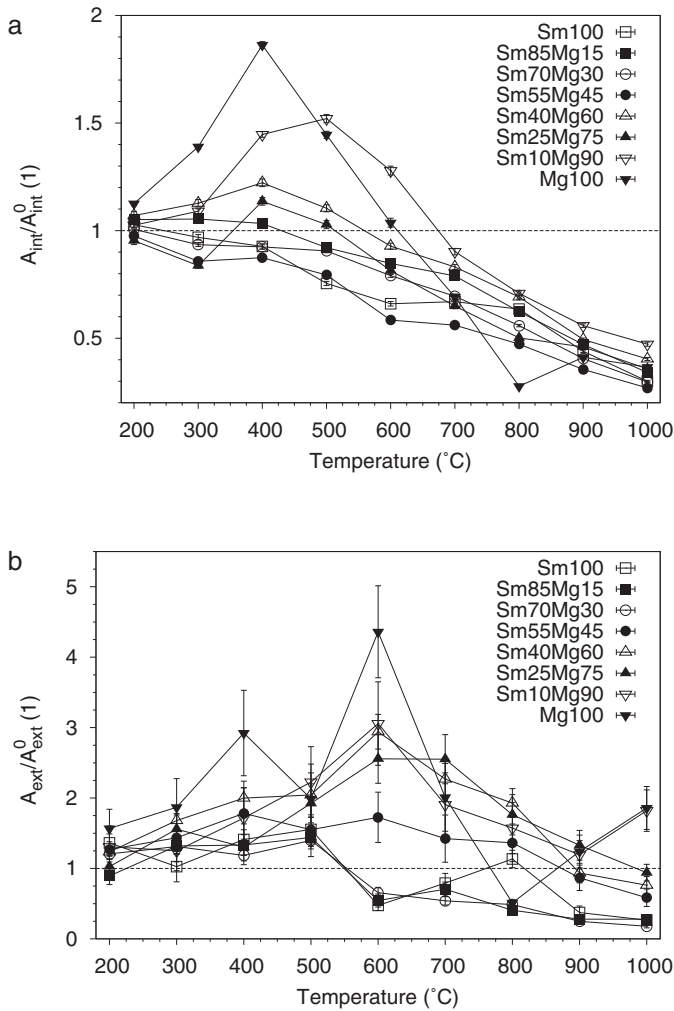 a
2
1.5
1
0.5
A_int/A^0_int (1)
Sm100
Sm85Mg15
Sm70Mg30
Sm55Mg45
Sm40Mg60
Sm25Mg75
Sm10Mg90
Mg100
200 300 400 500 600 700 800 900 1000
Temperature (˚C)
b
5
4
3
2
1
0
A_ext/A^0_ext (1)
Sm100
Sm85Mg15
Sm70Mg30
Sm55Mg45
Sm40Mg60
Sm25Mg75
Sm10Mg90
Mg100
200 300 400 500 600 700 800 900 1000
Temperature (˚C)